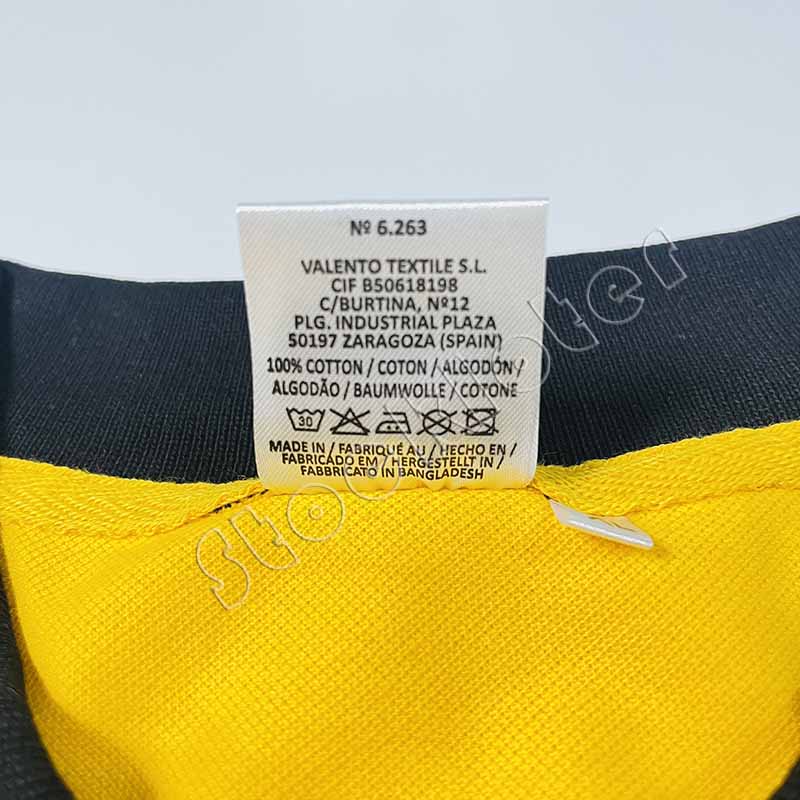 Nº 6.263
VALENTO TEXTILE S.L.
CIF B50618198
C/BURTINA, Nº12
PLG. INDUSTRIAL PLAZA
50197 ZARAGOZA (SPAIN)
100% COTTON / COTON / ALGODÓN /
ALGODÃO / BAUMWOLLE / COTONE
30
MADE IN / FABRIQUÉ AU / HECHO EN /
FABRICADO EM / HERGESTELLT IN /
FABBRICATO IN BANGLADESH